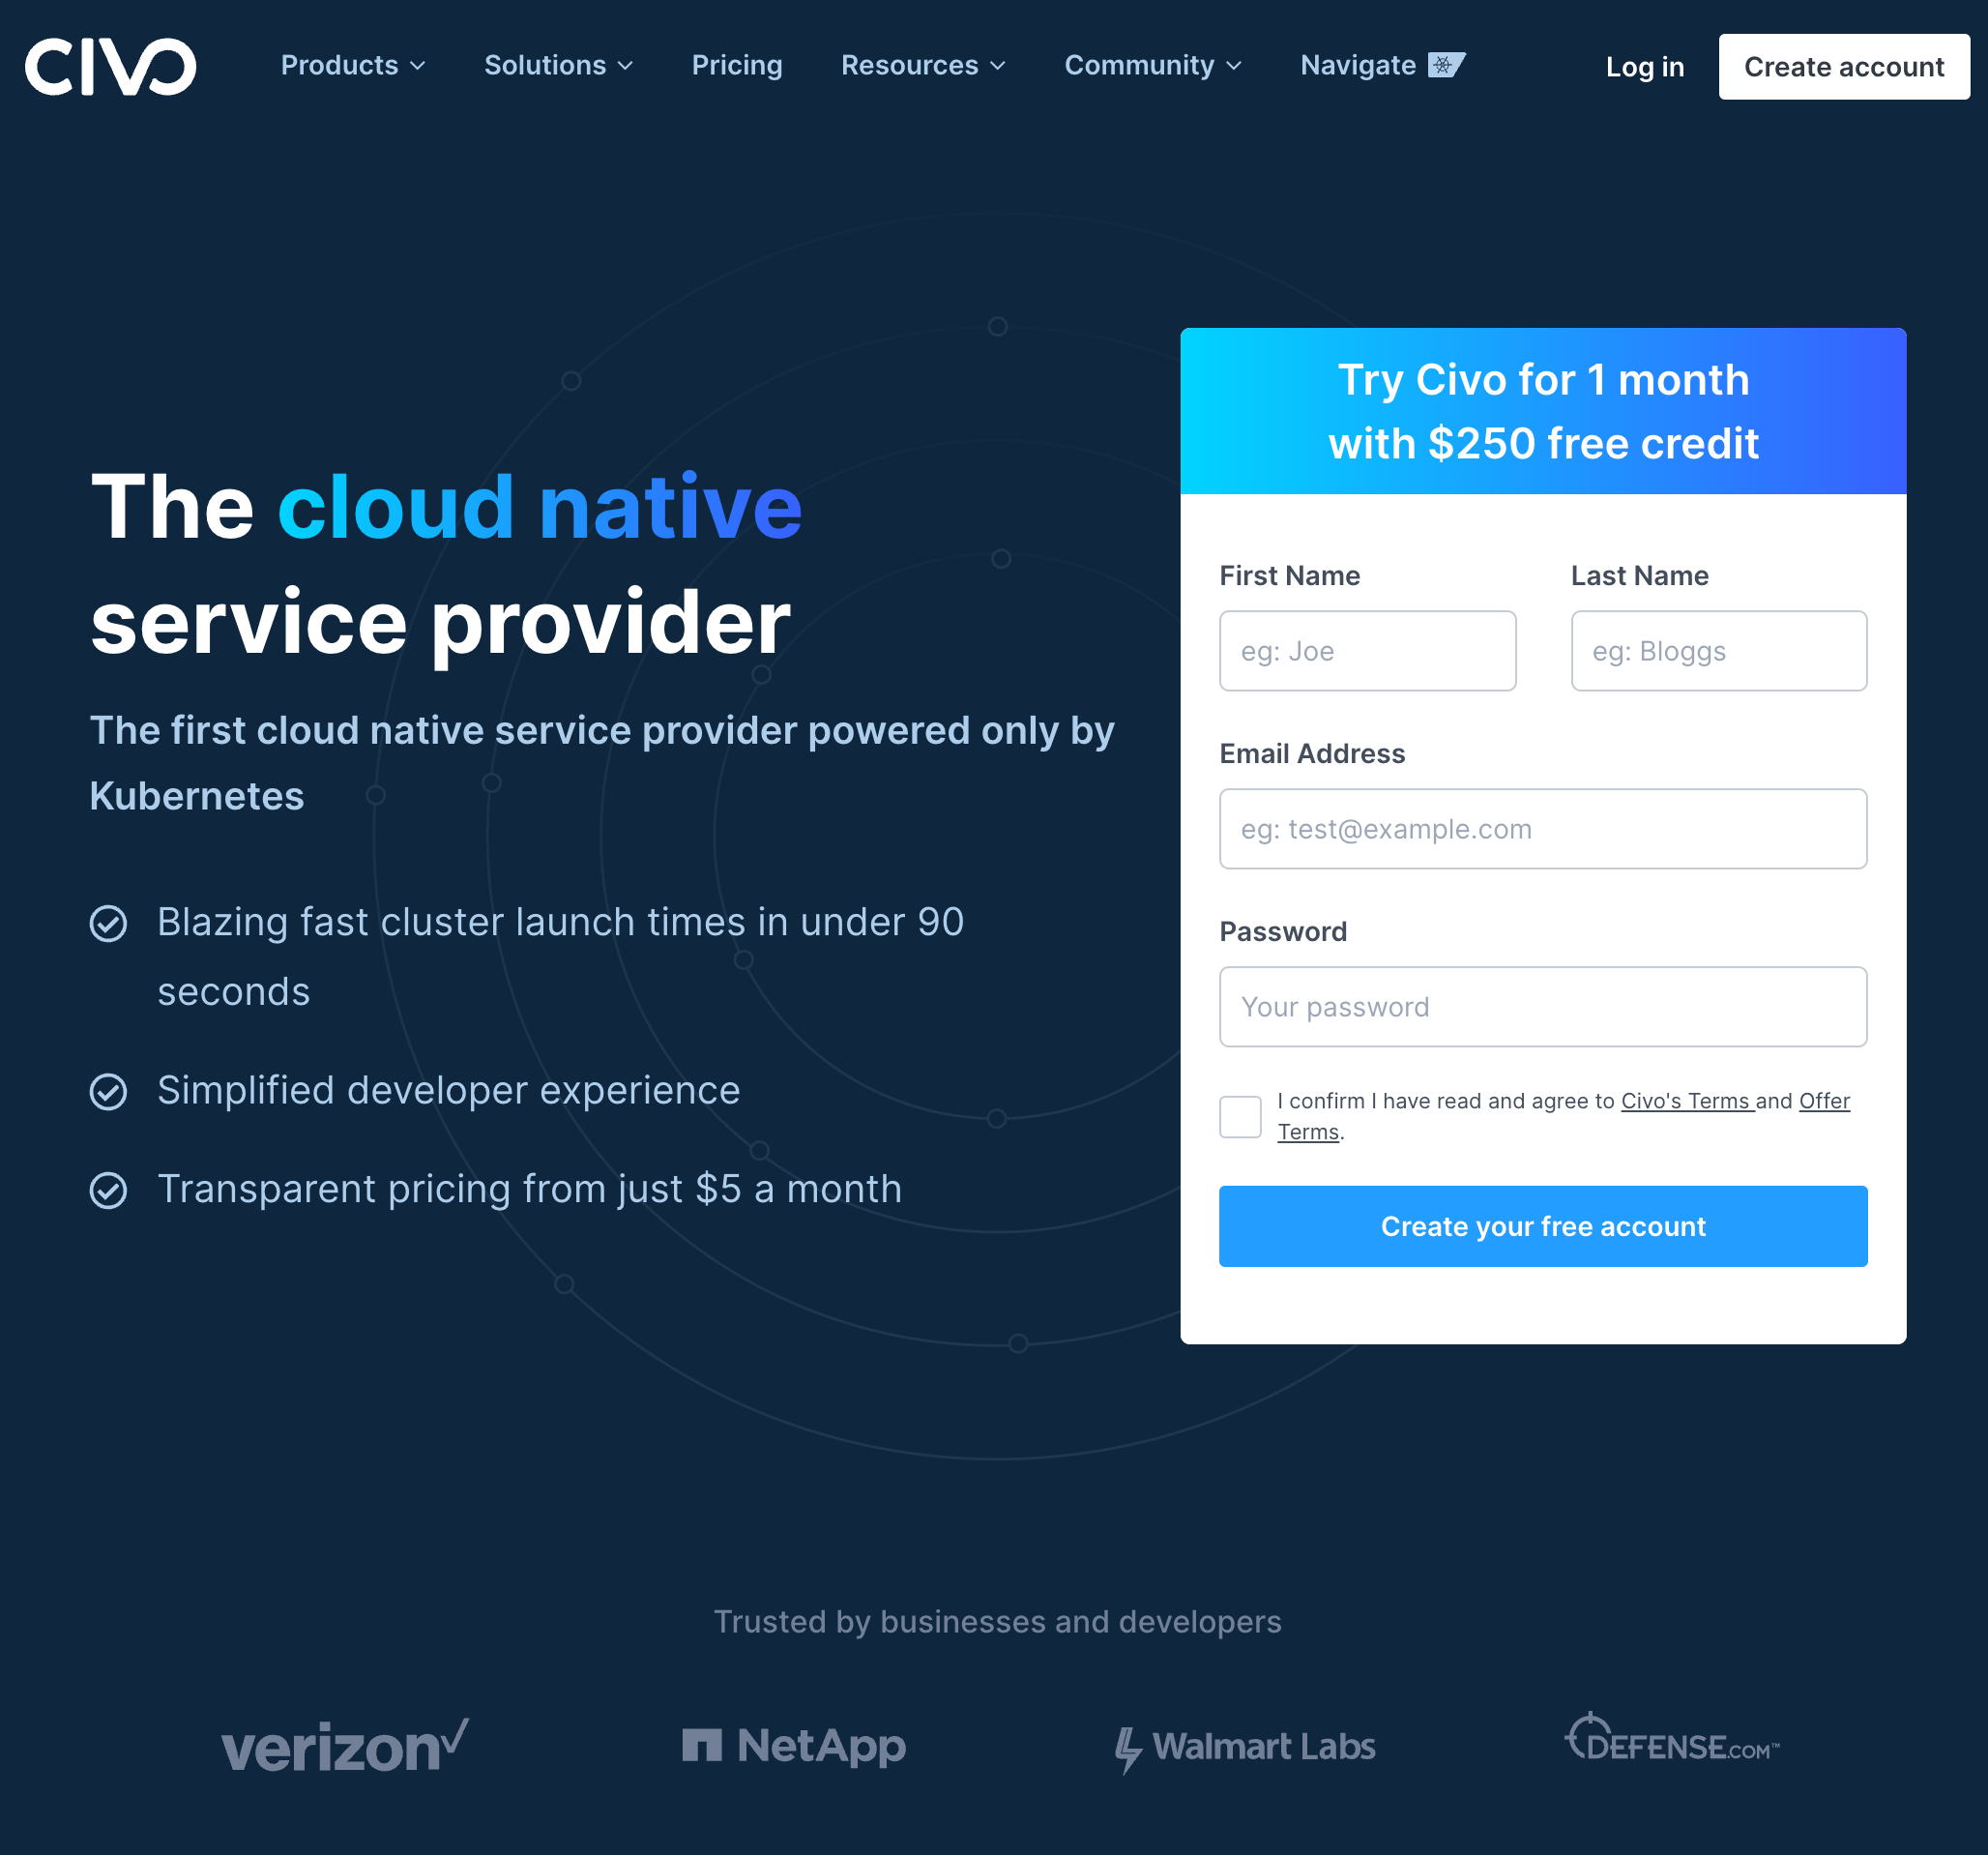 CIVO
Products
Solutions
Pricing
Resources
Community
Navigate
Log in
Create account
The cloud native
service provider
The first cloud native service provider powered only by
Kubernetes
Blazing fast cluster launch times in under 90
seconds
Simplified developer experience
Transparent pricing from just $5 a month
Try Civo for 1 month
with $250 free credit
First Name
Last Name
eg: Joe
eg: Bloggs
Email Address
eg: test@example.com
Password
Your password
I confirm I have read and agree to Civo's Terms and Offer
Terms.
Create your free account
Trusted by businesses and developers
verizon
NetApp
Walmart Labs
DEFENSE.COM™